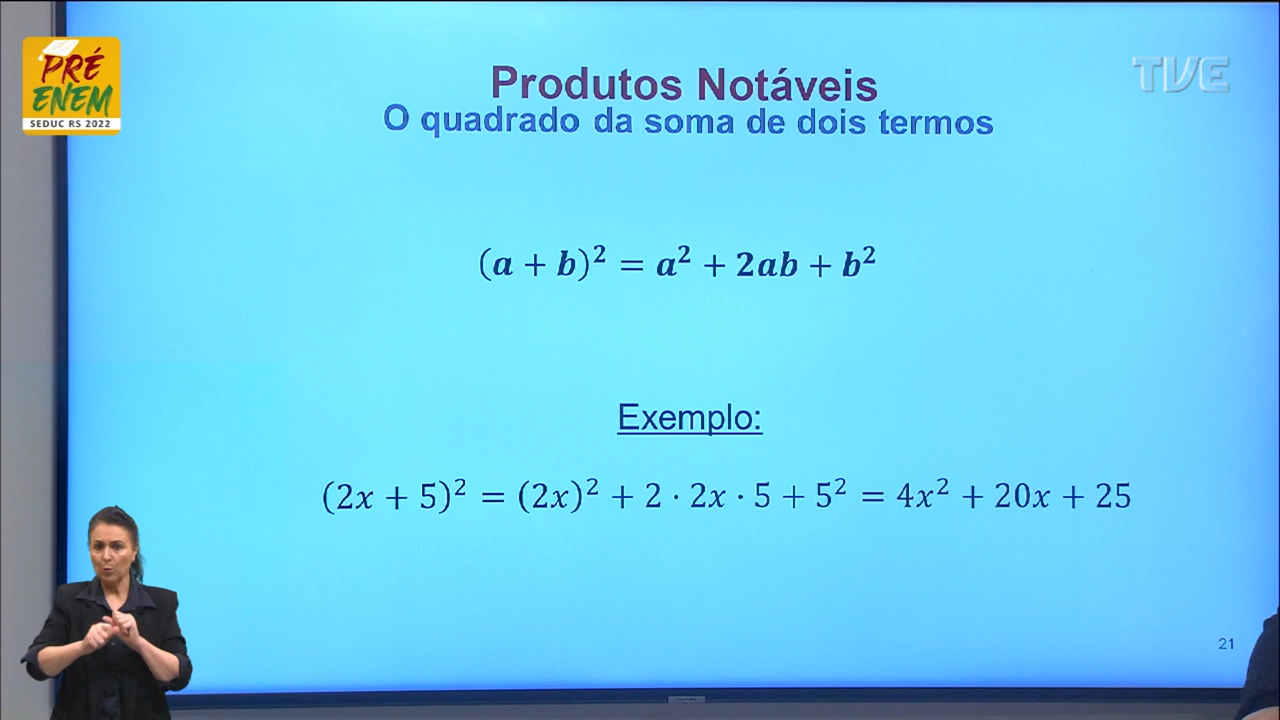 PRÉ
ENEM
SEDUC RS 2022
TVE
Produtos Notáveis
O quadrado da soma de dois termos
(a + b)² = a² + 2ab + b²
Exemplo:
(2x + 5)² = (2x)² + 2 · 2x · 5 + 5² = 4x² + 20x + 25
21